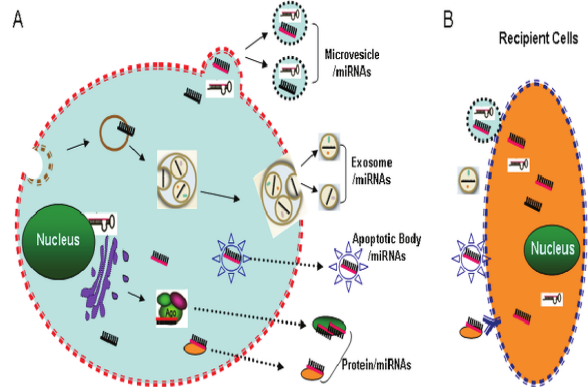 A
B
Recipient Cells
Microvesicle
/miRNAs
Exosome
/miRNAs
Nucleus
Apoptotic Body
/miRNAs
Nucleus
Ago
Protein/miRNAs